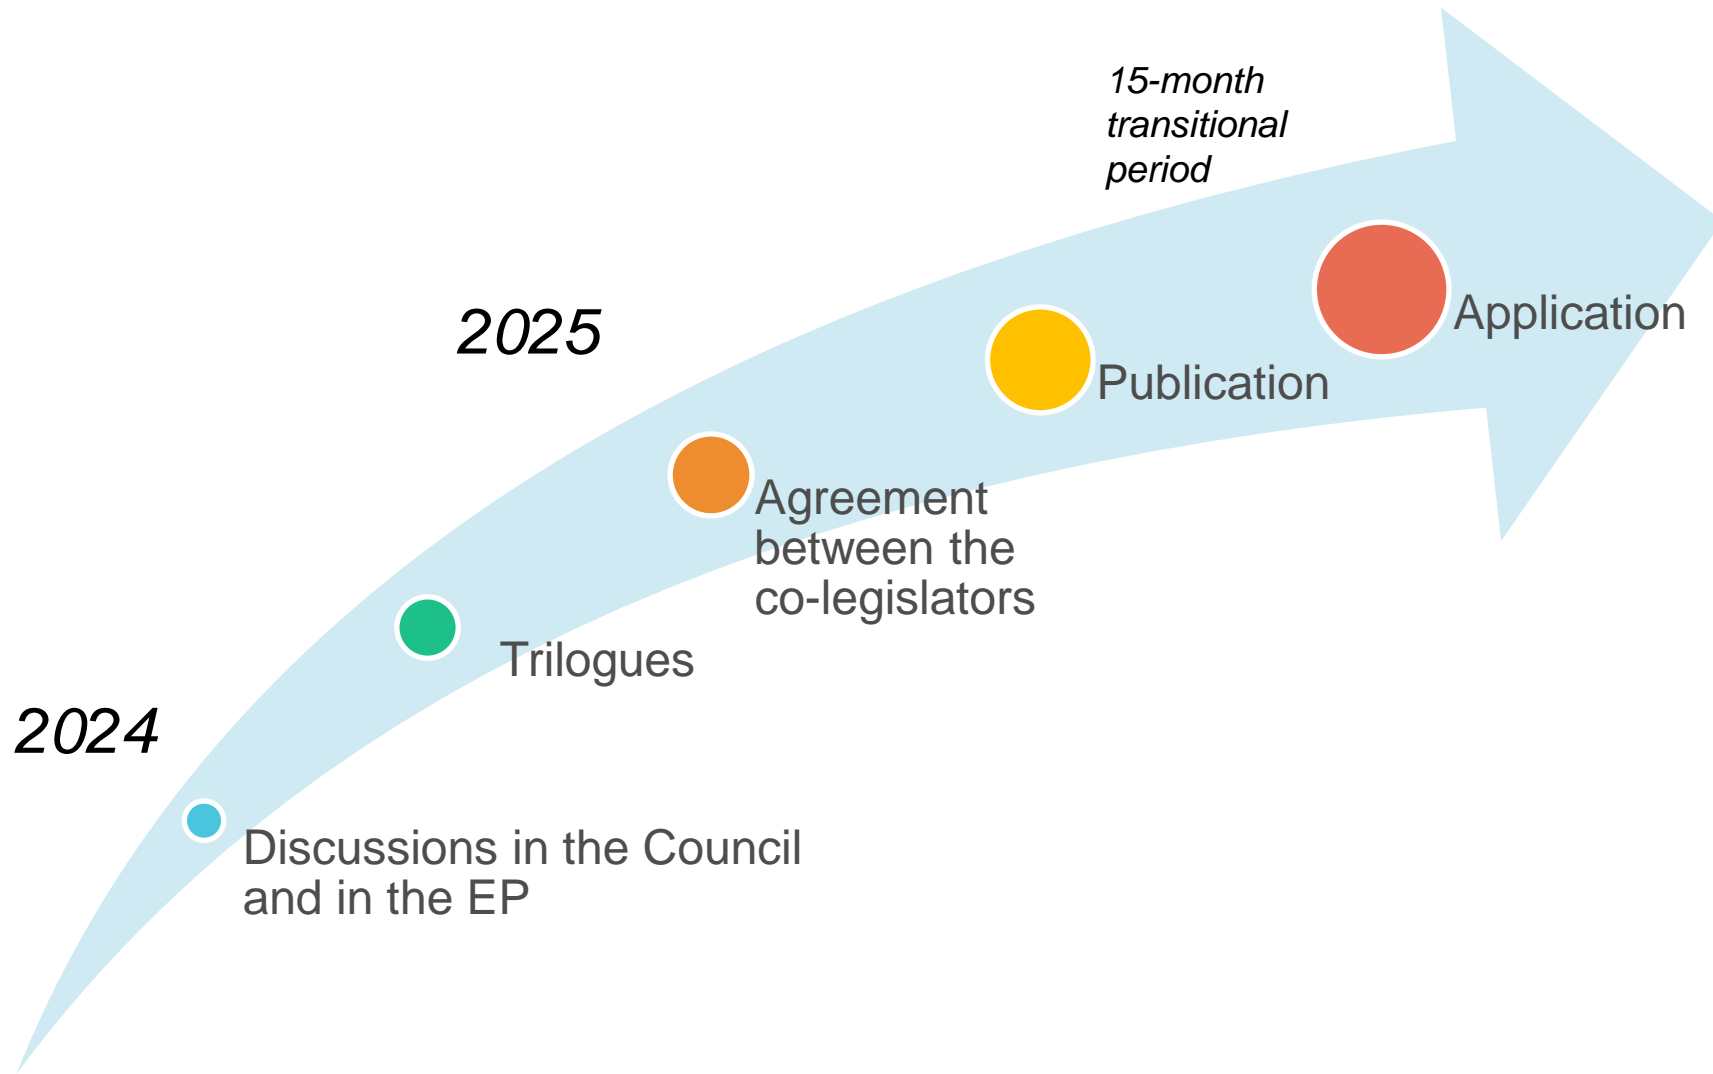 2024
Discussions in the Council
and in the EP
Trilogues
2025
Agreement
between the
co-legislators
Publication
15-month
transitional
period
Application